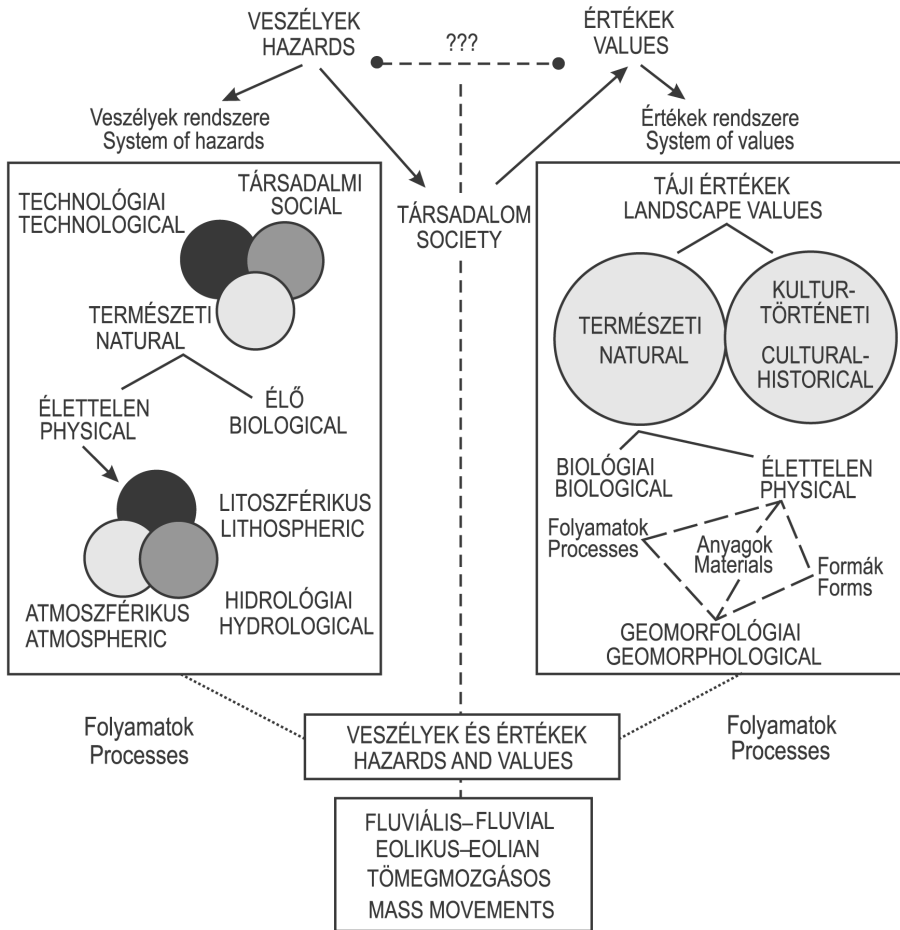 VESZÉLYEK
HAZARDS
???
ÉRTÉKEK
VALUES
Veszélyek rendszere
System of hazards
Értékek rendszere
System of values
TECHNOLÓGIAI
TECHNOLOGICAL
TÁRSADALMI
SOCIAL
TERMÉSZETI
NATURAL
ÉLETTELEN
PHYSICAL
ÉLŐ
BIOLOGICAL
LITOSZFÉRIKUS
LITHOSPHERIC
ATMOSZFÉRIKUS
ATMOSPHERIC
HIDROLÓGIAI
HYDROLOGICAL
TÁRSADALOM
SOCIETY
TÁJI ÉRTÉKEK
LANDSCAPE VALUES
TERMÉSZETI
NATURAL
KULTUR-
TÖRTÉNETI
CULTURAL-
HISTORICAL
BIOLÓGIAI
BIOLOGICAL
ÉLETTELEN
PHYSICAL
Folyamatok
Processes
Anyagok
Materials
Formák
Forms
GEOMORFOLÓGIAI
GEOMORPHOLOGICAL
Folyamatok
Processes
VESZÉLYEK ÉS ÉRTÉKEK
HAZARDS AND VALUES
Folyamatok
Processes
FLUVIÁLIS–FLUVIAL
EOLIKUS–EOLIAN
TÖMEGMOZGÁSOS
MASS MOVEMENTS